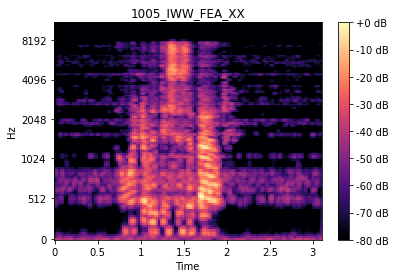 1005_IWW_FEA_XX
+0 dB
8192
-10 dB
4096
-20 dB
-30 dB
2048
-40 dB
Hz
1024
-50 dB
512
-60 dB
-70 dB
0
-80 dB
0 0.5 1 1.5 2 2.5 3
Time